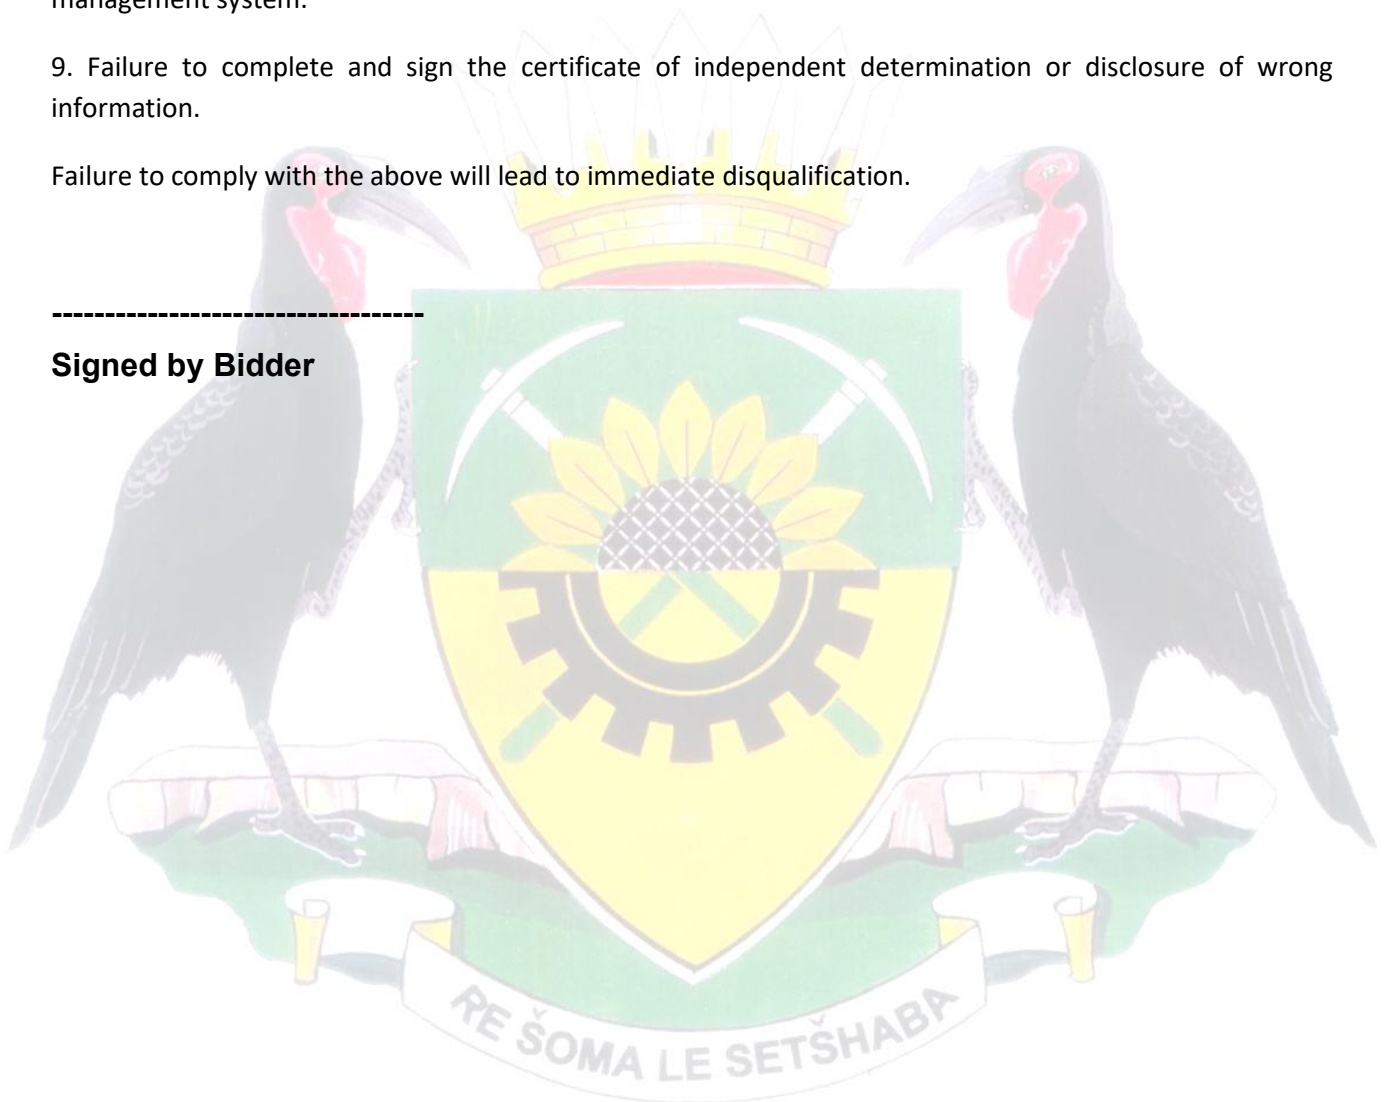 management system.
9. Failure to complete and sign the certificate of independent determination or disclosure of wrong
information.
Failure to comply with the above will lead to immediate disqualification.
-----------------------------------
Signed by Bidder
RE ŠOMA LE SETŠHABA